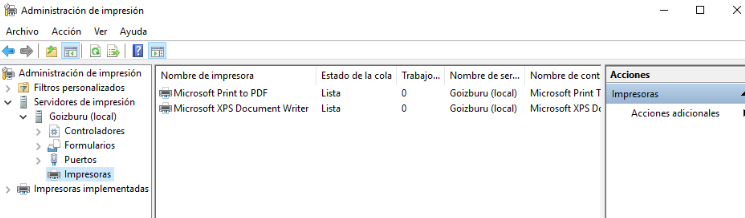 Administración de impresión
Archivo Acción Ver Ayuda
Administración de impresión
Filtros personalizados
Servidores de impresión
Goizburu (local)
Controladores
Formularios
Puertos
Impresoras
Impresoras implementadas
Nombre de impresora Estado de la cola Trabajo... Nombre de ser... Nombre de cont
Microsoft Print to PDF Lista 0 Goizburu (local) Microsoft Print T
Microsoft XPS Document Writer Lista 0 Goizburu (local) Microsoft XPS De
Acciones
Impresoras
Acciones adicionales